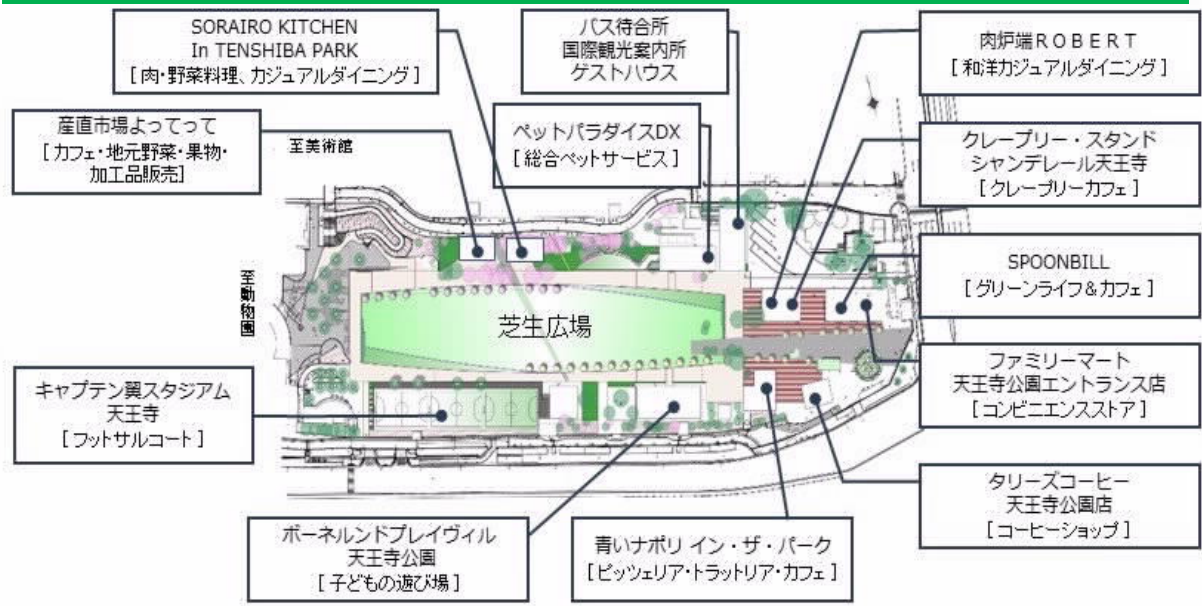 SORAIRO KITCHEN
In TENSHIBA PARK
[肉・野菜料理、カジュアルダイニング]
バス待合所
国際観光案内所
ゲストハウス
肉炉端ROBERT
[和洋カジュアルダイニング]
産直市場よってって
[カフェ・地元野菜・果物・
加工品販売]
至美術館
ペットパラダイスDX
[総合ペットサービス]
クレープリー・スタンド
シャンデレール天王寺
[クレープリーカフェ]
至動物園
芝生広場
SPOONBILL
[グリーンライフ&カフェ]
キャプテン翼スタジアム
天王寺
[フットサルコート]
ファミリーマート
天王寺公園エントランス店
[コンビニエンスストア]
ボーネルンドプレイヴィル
天王寺公園
[子どもの遊び場]
青いナポリ イン・ザ・パーク
[ピッツェリア・トラットリア・カフェ]
タリーズコーヒー
天王寺公園店
[コーヒーショップ]